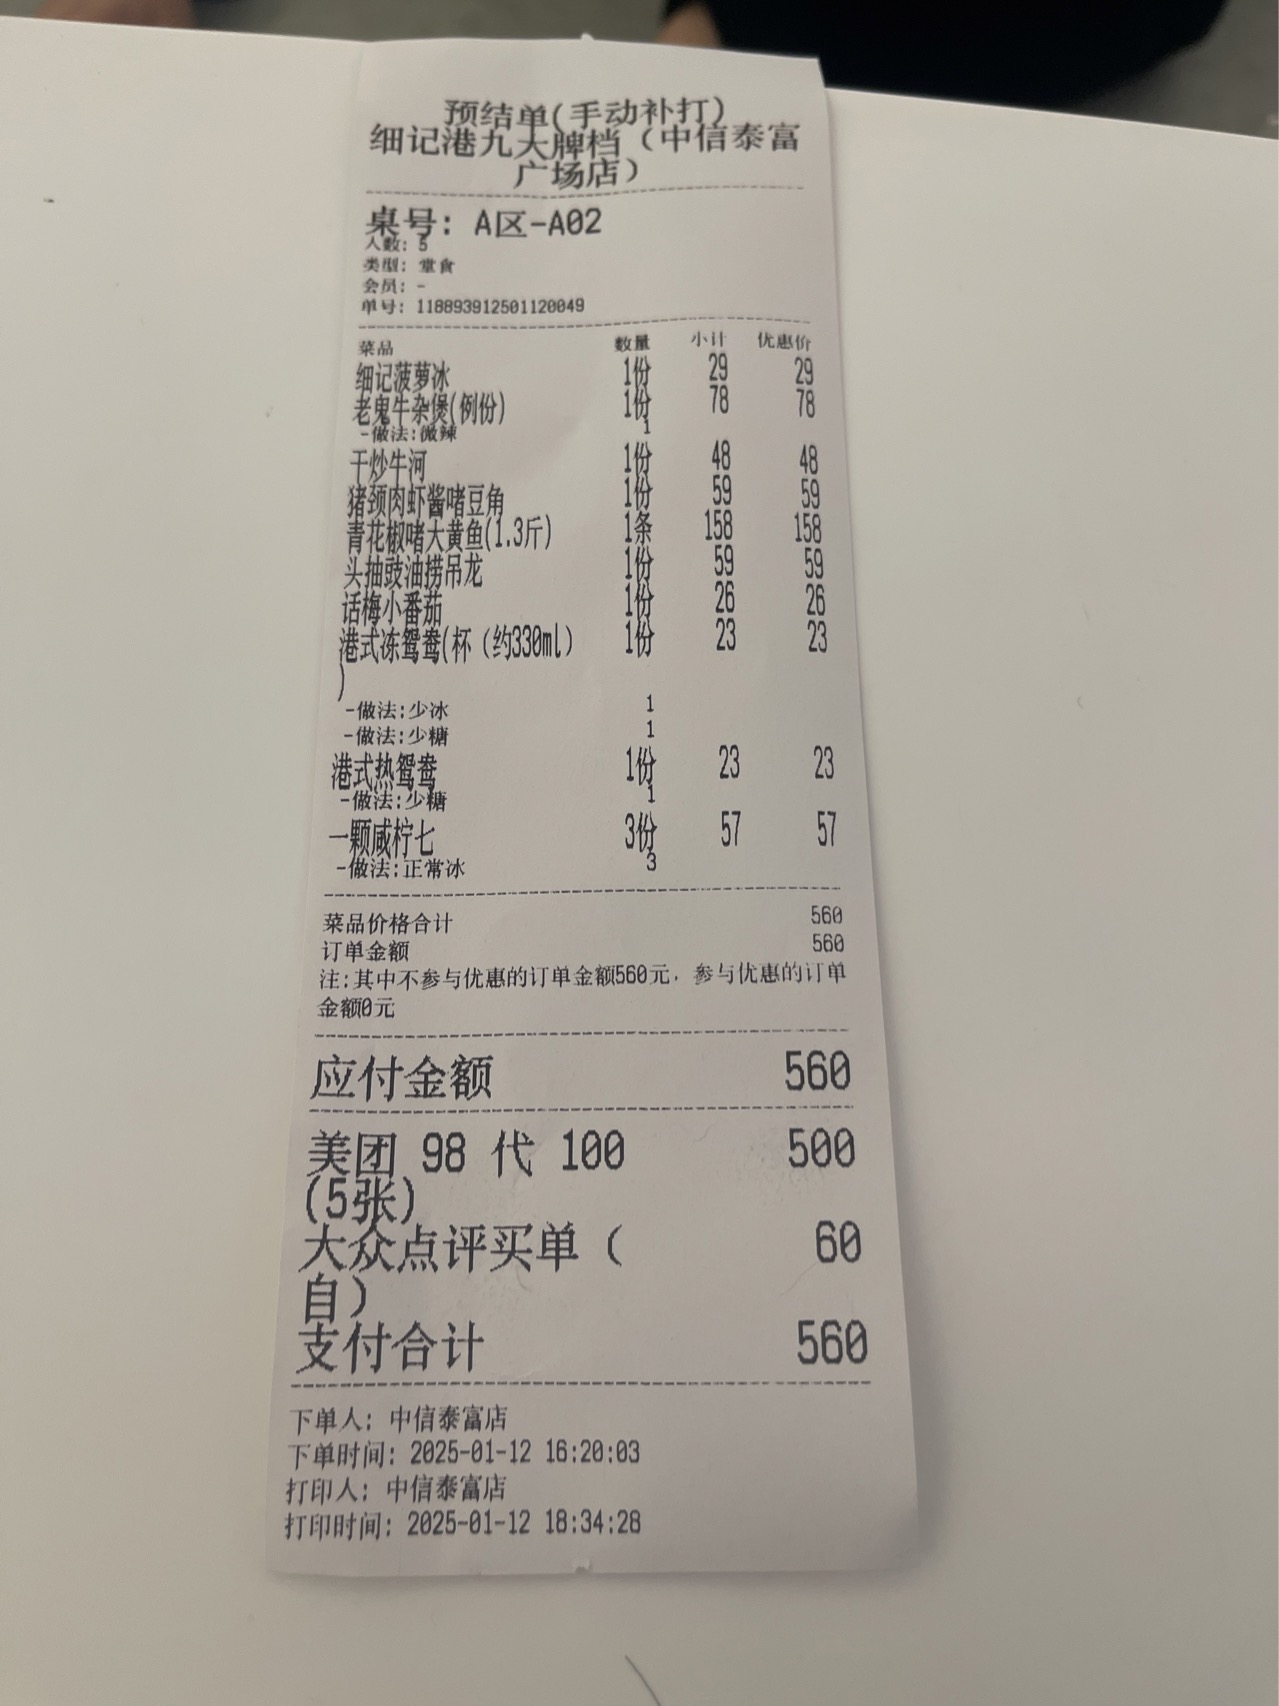 预结单(手动补打)
细记港九大牌档（中信泰富
广场店）
桌号: A区-A02
人数: 5
类型: 堂食
会员: -
单号: 118893912501120049
菜品 数量 小计 优惠价
细记菠萝冰 1份 29 29
老鬼牛杂煲(例份) 1份 78 78
-做法:微辣 1
干炒牛河 1份 48 48
猪颈肉虾酱啫豆角 1份 59 59
青花椒啫大黄鱼(1.3斤) 1条 158 158
头抽豉油捞吊龙 1份 59 59
话梅小番茄 1份 26 26
港式冻鸳鸯(杯（约330ml） 1份 23 23
)
-做法:少冰 1
-做法:少糖 1
港式热鸳鸯 1份 23 23
-做法:少糖 1
一颗咸柠七 3份 57 57
-做法:正常冰 3
菜品价格合计 560
订单金额 560
注:其中不参与优惠的订单金额560元，参与优惠的订单
金额0元
应付金额 560
美团 98 代 100 500
(5张)
大众点评买单（ 60
自）
支付合计 560
下单人: 中信泰富店
下单时间: 2025-01-12 16:20:03
打印人: 中信泰富店
打印时间: 2025-01-12 18:34:28